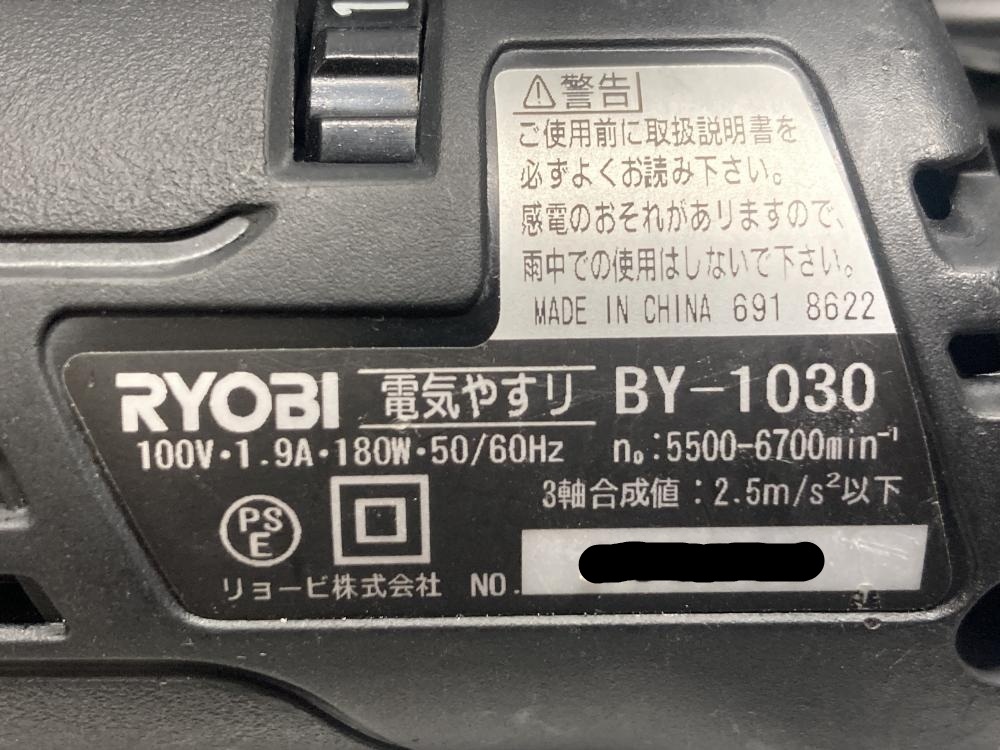 1
⚠警告
ご使用前に取扱説明書を
必ずよくお読み下さい。
感電のおそれがありますので、
雨中での使用はしないで下さい。
MADE IN CHINA 691 8622
RYOBI 電気やすり BY-1030
100V・1.9A・180W・50/60Hz n₀:5500-6700min⁻¹
3軸合成値:2.5m/s²以下
PS
E
リョービ株式会社 NO.